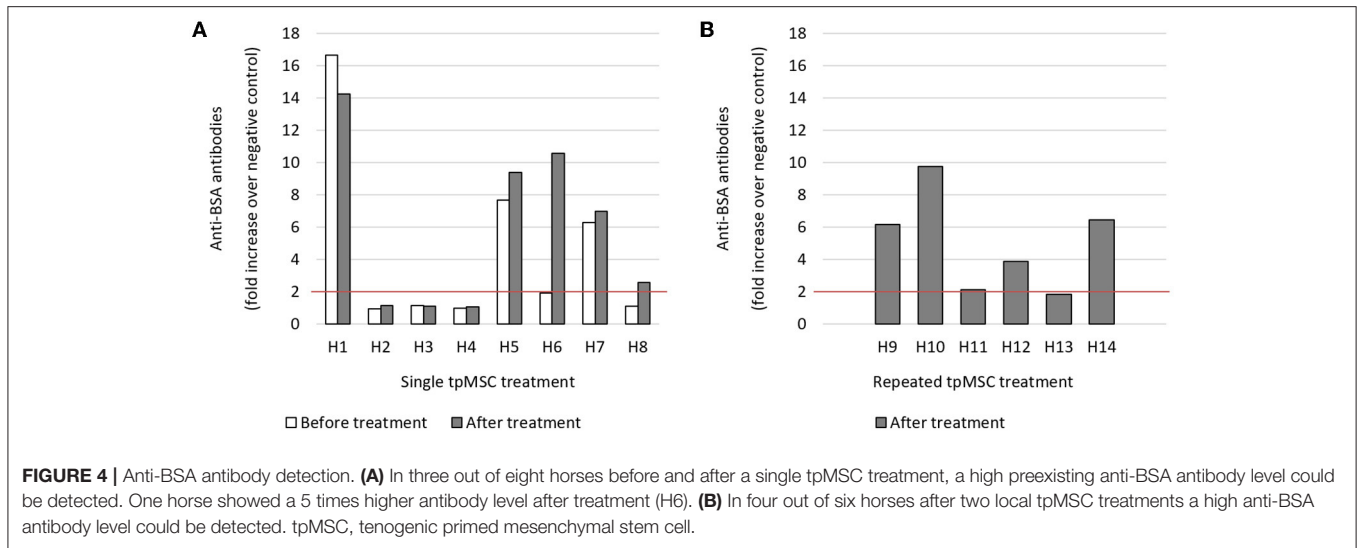 A
Anti-BSA antibodies
(fold increase over negative control)
18
16
14
12
10
8
6
4
2
0
H1 H2 H3 H4 H5 H6 H7 H8
Single tpMSC treatment
Before treatment After treatment
B
Anti-BSA antibodies
(fold increase over negative control)
18
16
14
12
10
8
6
4
2
0
H9 H10 H11 H12 H13 H14
Repeated tpMSC treatment
After treatment
FIGURE 4 | Anti-BSA antibody detection. (A) In three out of eight horses before and after a single tpMSC treatment, a high preexisting anti-BSA antibody level could
be detected. One horse showed a 5 times higher antibody level after treatment (H6). (B) In four out of six horses after two local tpMSC treatments a high anti-BSA
antibody level could be detected. tpMSC, tenogenic primed mesenchymal stem cell.